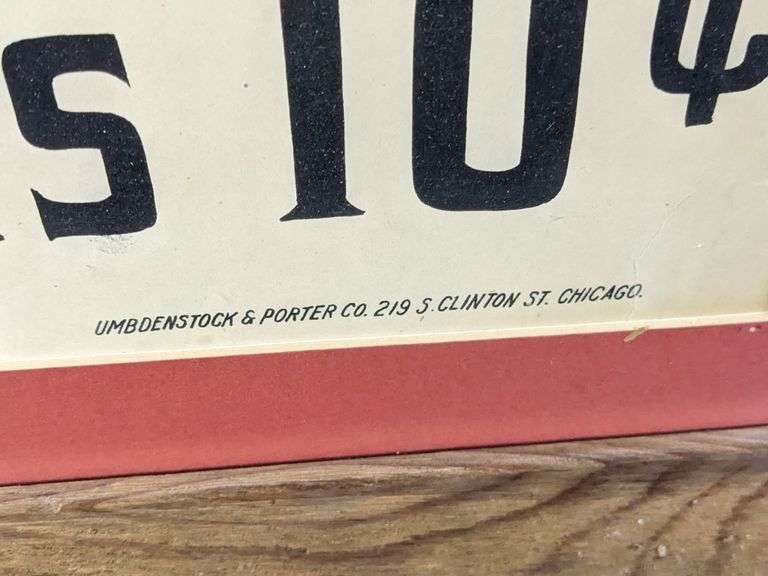 s 10¢
UMBDENSTOCK & PORTER CO. 219 S. CLINTON ST. CHICAGO.